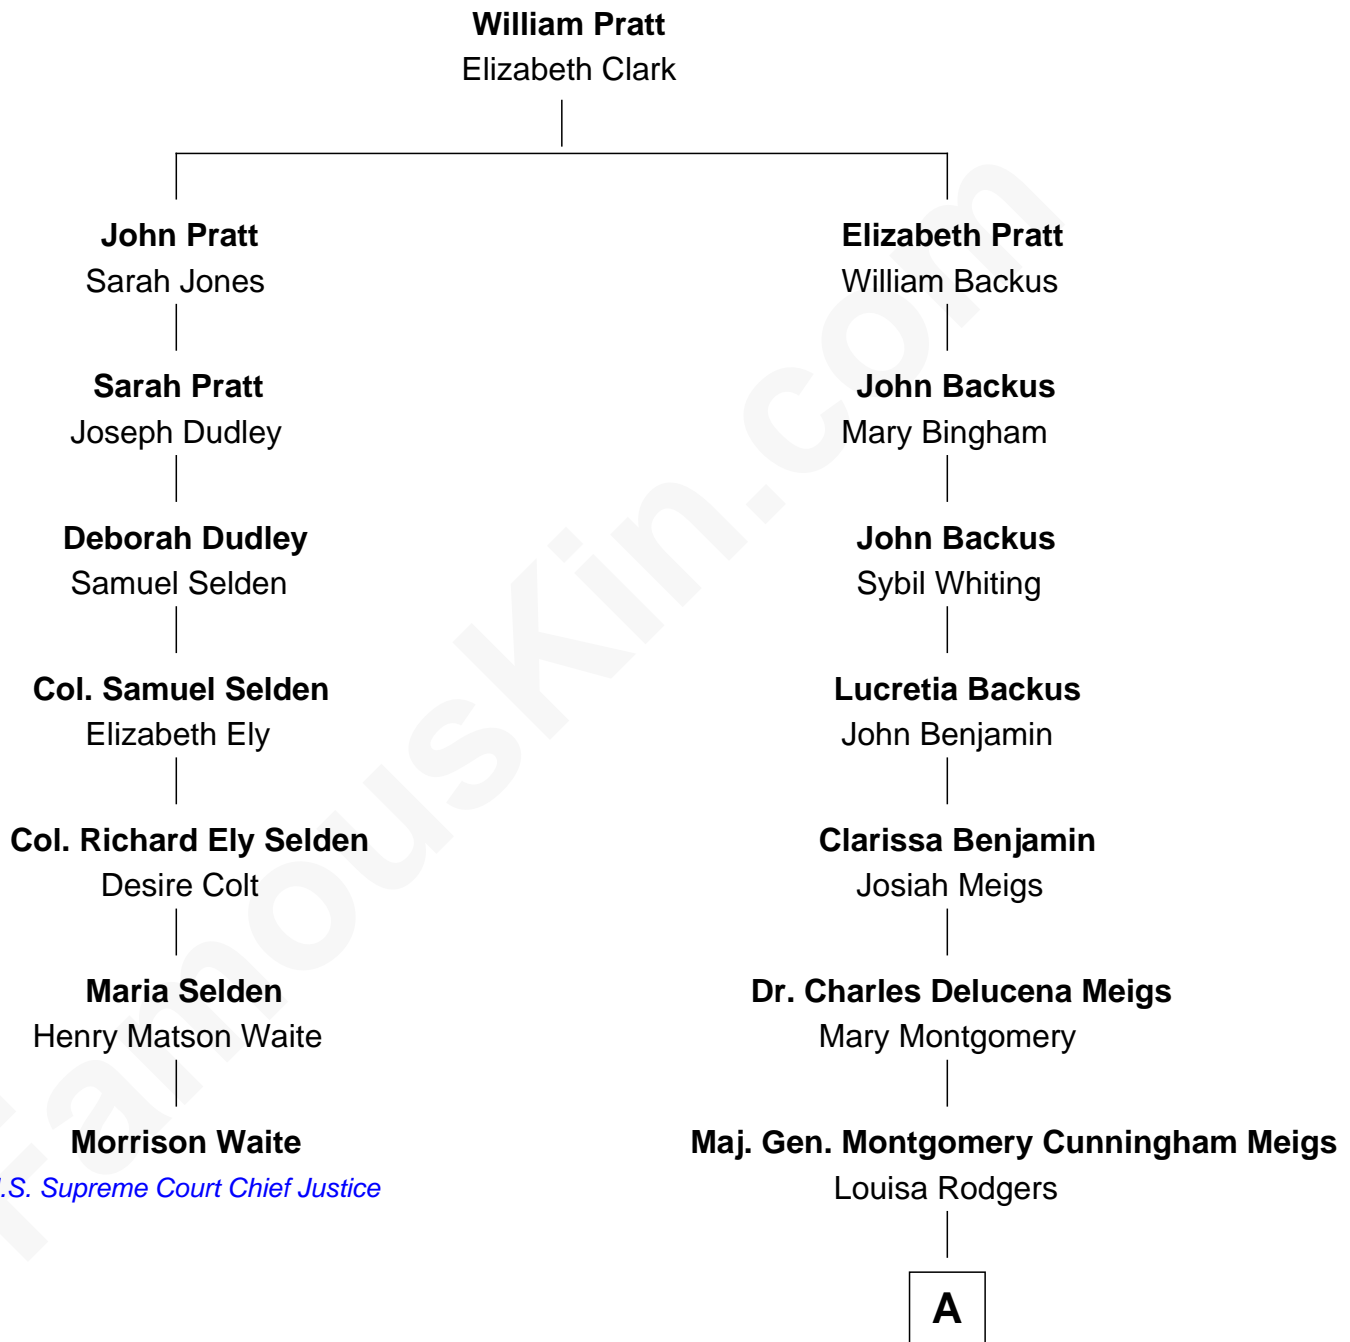 William Pratt
Elizabeth Clark
John Pratt
Sarah Jones
Elizabeth Pratt
William Backus
Sarah Pratt
Joseph Dudley
John Backus
Mary Bingham
Deborah Dudley
Samuel Selden
John Backus
Sybil Whiting
Col. Samuel Selden
Elizabeth Ely
Lucretia Backus
John Benjamin
Col. Richard Ely Selden
Desire Colt
Clarissa Benjamin
Josiah Meigs
Maria Selden
Henry Matson Waite
Dr. Charles Delucena Meigs
Mary Montgomery
Morrison Waite
.S. Supreme Court Chief Justice
Maj. Gen. Montgomery Cunningham Meigs
Louisa Rodgers
A
FamousKin.com